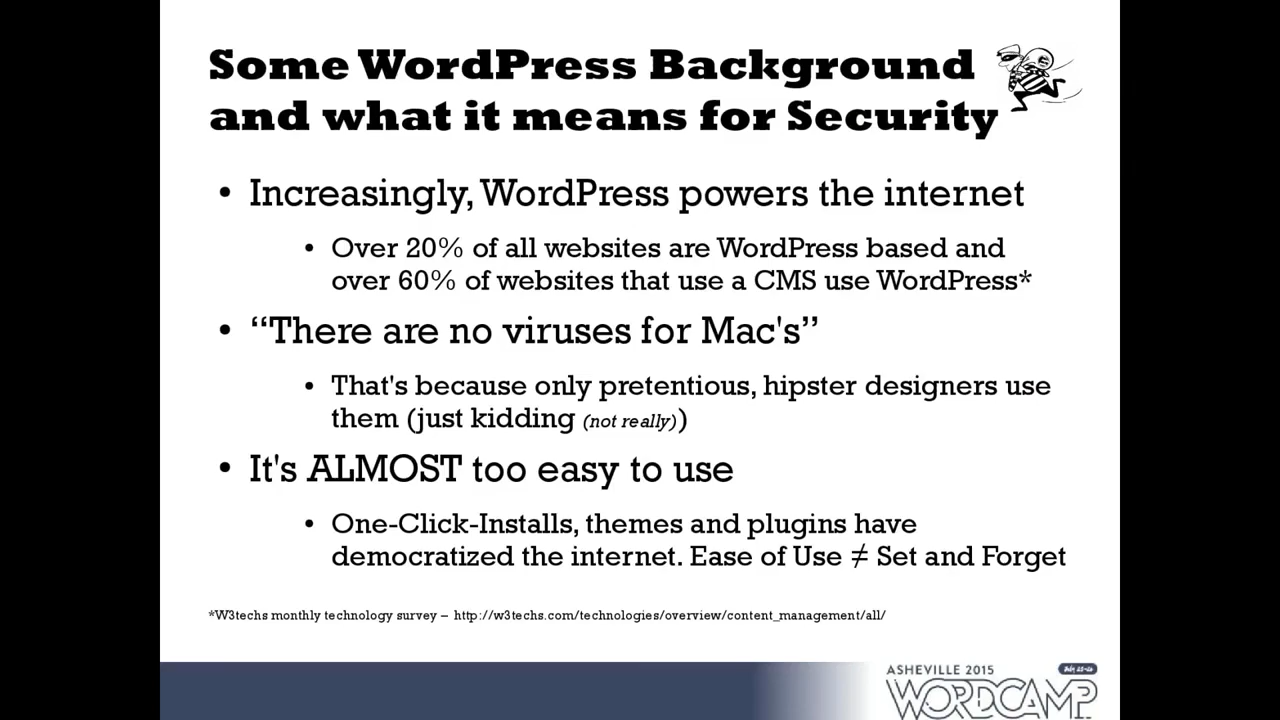 Some WordPress Background
and what it means for Security
• Increasingly, WordPress powers the internet
• Over 20% of all websites are WordPress based and
over 60% of websites that use a CMS use WordPress*
• “There are no viruses for Mac's”
• That's because only pretentious, hipster designers use
them (just kidding (not really))
• It's ALMOST too easy to use
• One-Click-Installs, themes and plugins have
democratized the internet. Ease of Use ≠ Set and Forget
*W3techs monthly technology survey – http://w3techs.com/technologies/overview/content_management/all/
ASHEVILLE 2015
WORDCAMP